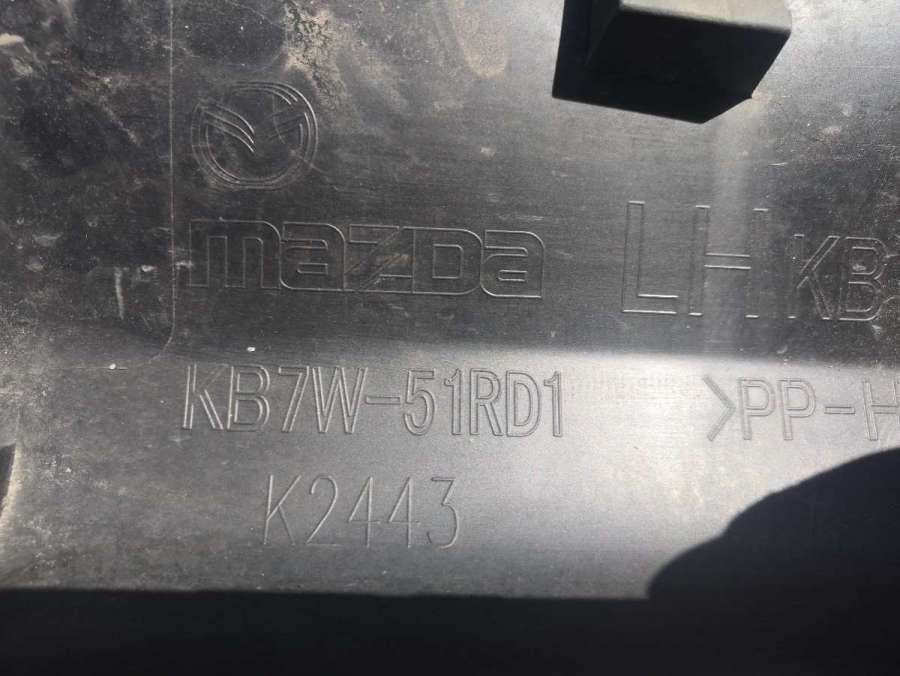 mazda LH KB
KB7W-51RD1 >PP-H
K2443